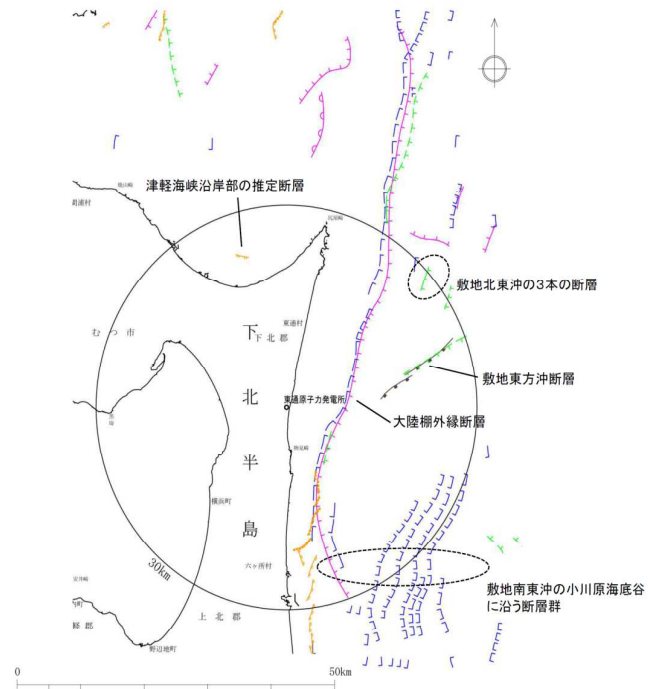 津軽海峡沿岸部の推定断層
尻屋崎
敷地北東沖の3本の断層
むつ市
東通村
下北郡
敷地東方沖断層
東通原子力発電所
大陸棚外縁断層
下北半島
横浜町
六ヶ所村
30km
敷地南東沖の小川原海底谷
に沿う断層群
上北郡
野辺地町
0
50km